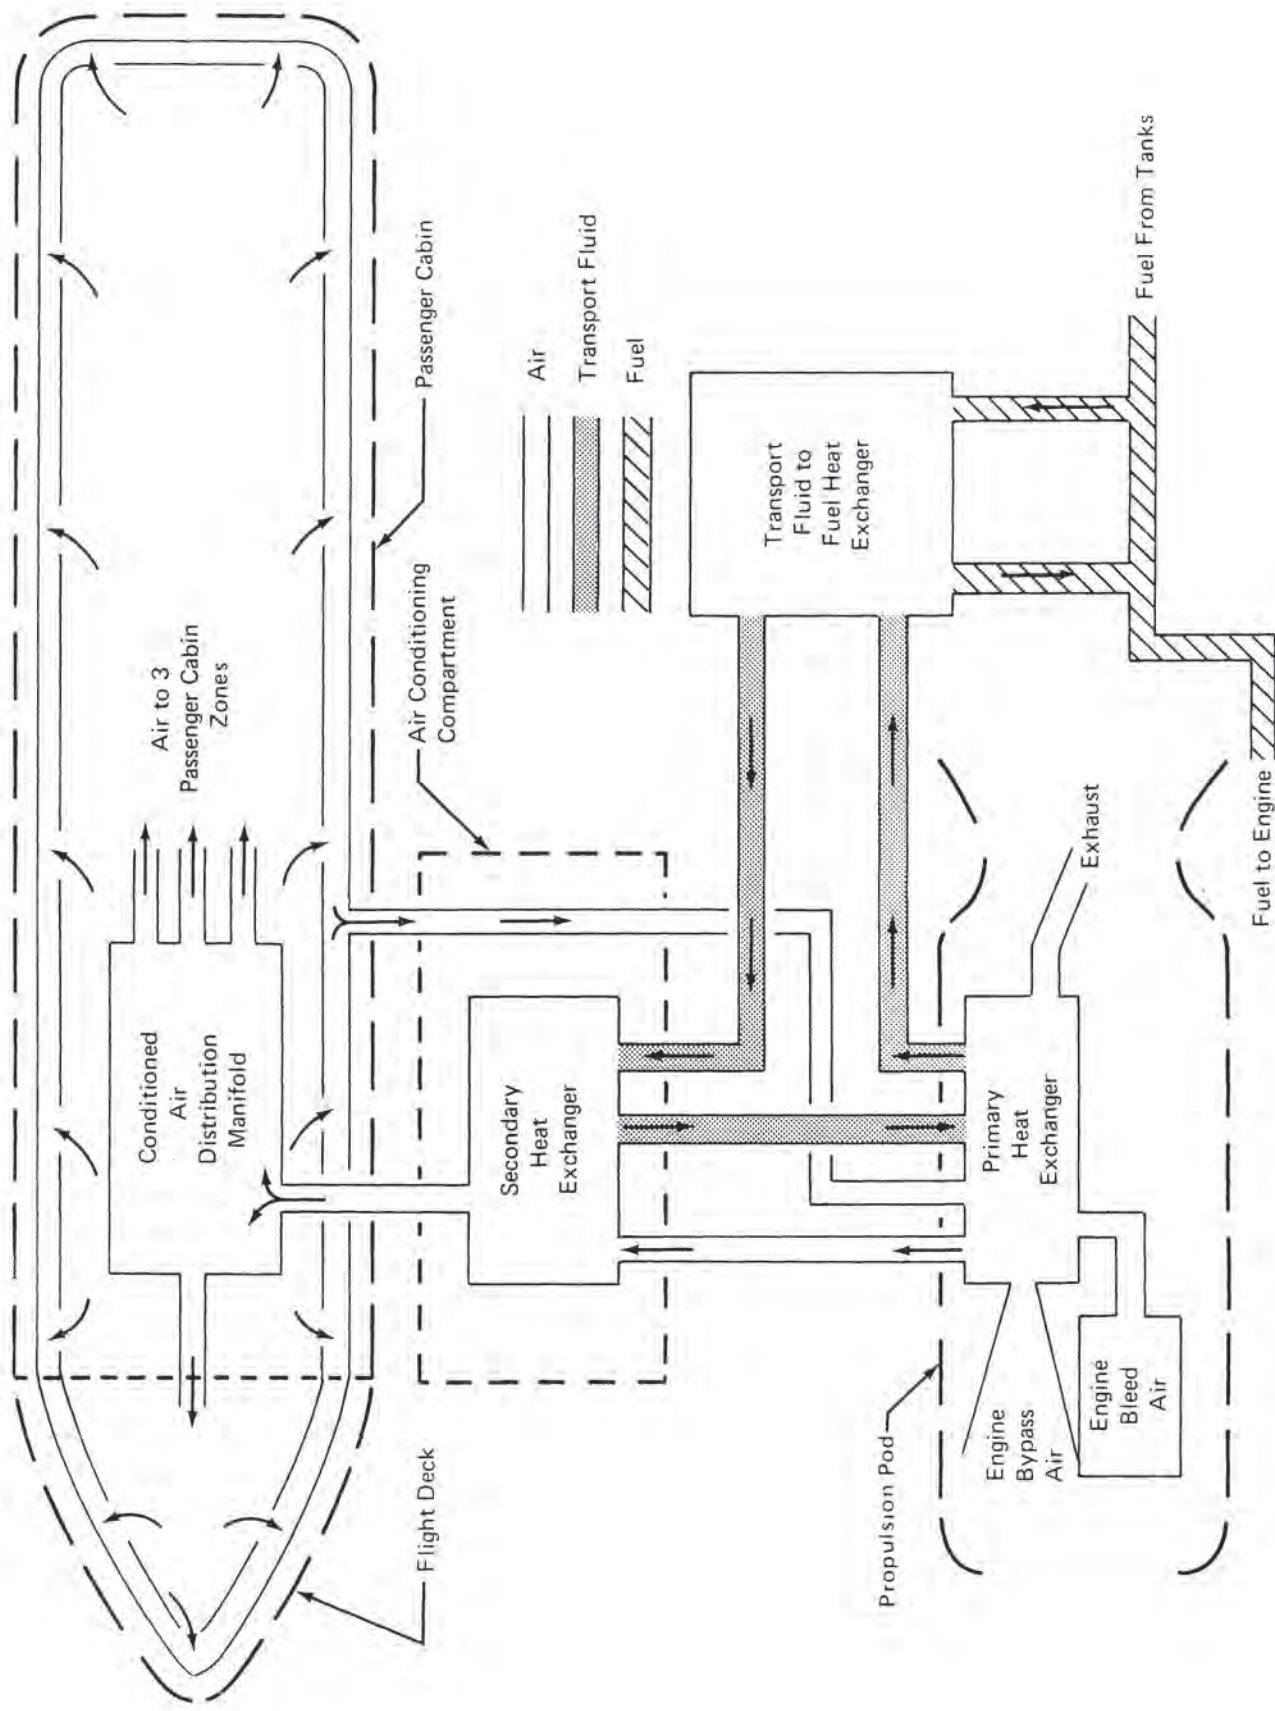 Air to 3
Passenger Cabin
Zones
Conditioned
Air
Distribution
Manifold
Flight Deck
Passenger Cabin
Air Conditioning
Compartment
Air
Transport Fluid
Fuel
Secondary
Heat
Exchanger
Transport
Fluid to
Fuel Heat
Exchanger
Propulsion Pod
Engine
Bypass
Air
Primary
Heat
Exchanger
Engine
Bleed
Air
Exhaust
Fuel From Tanks
Fuel to Engine